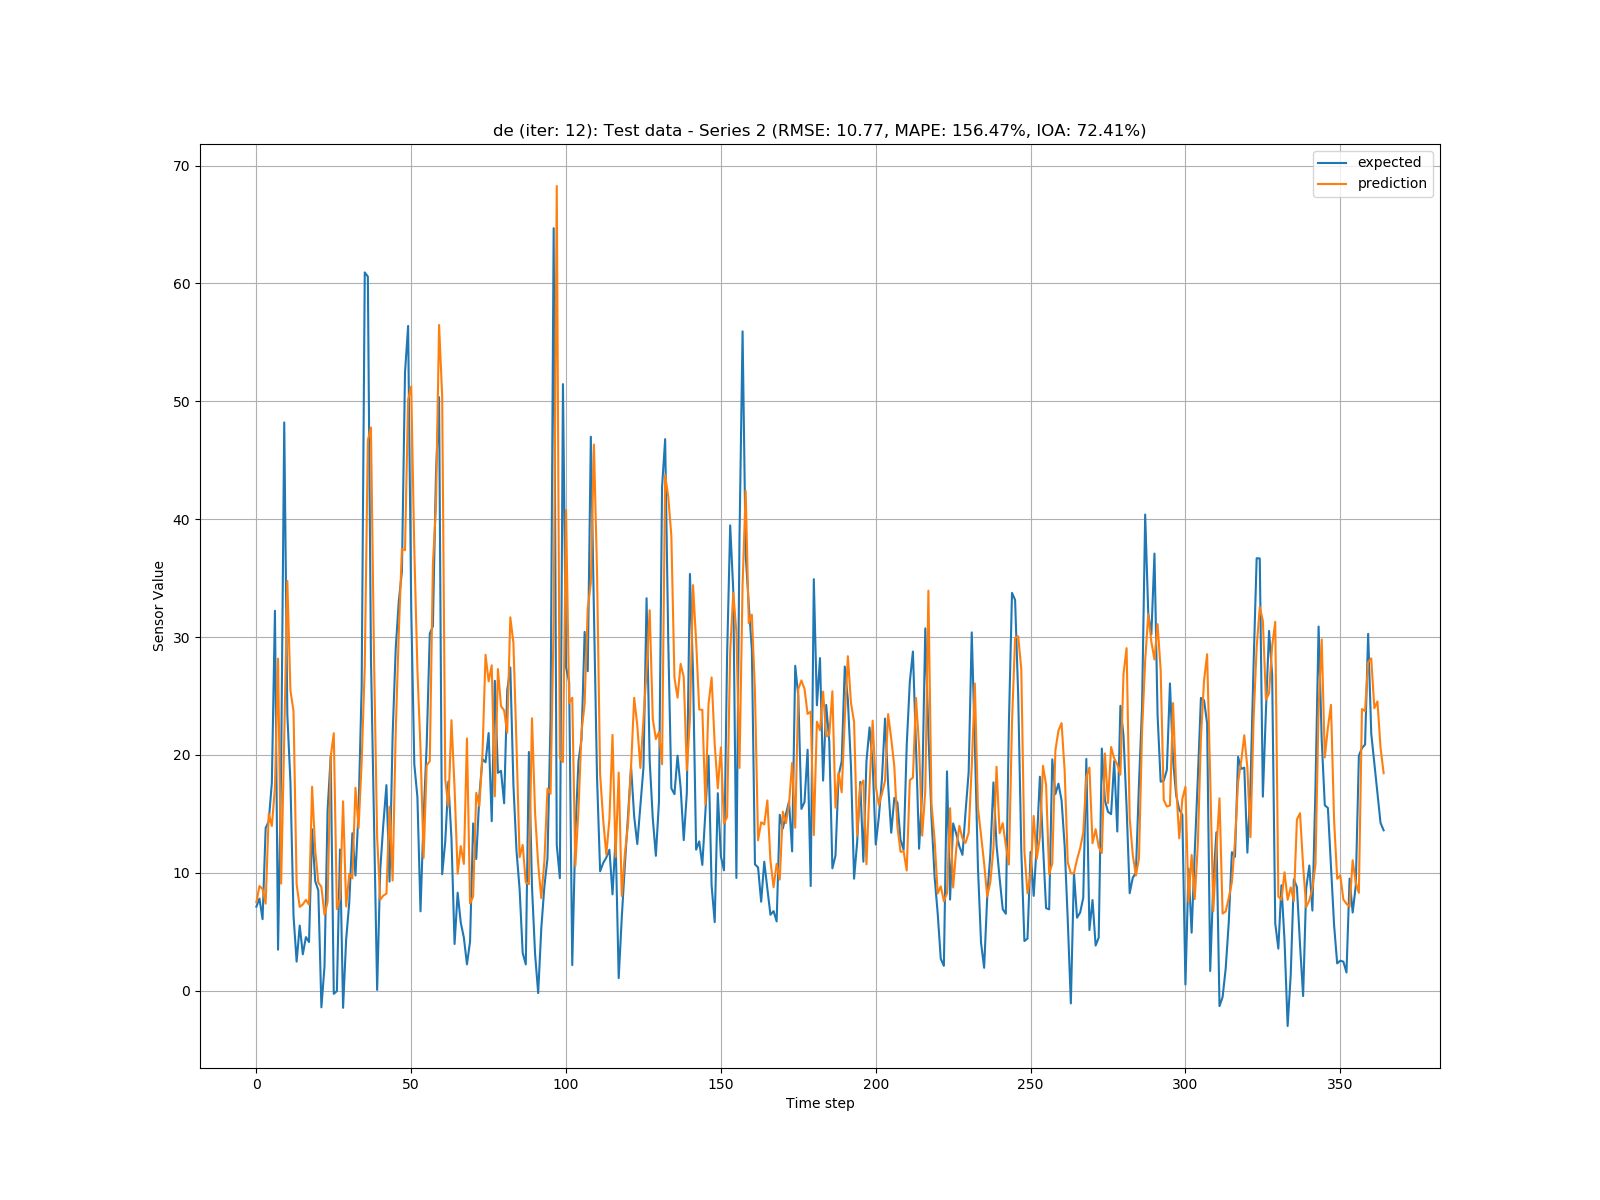 de (iter: 12): Test data - Series 2 (RMSE: 10.77, MAPE: 156.47%, IOA: 72.41%)
expected
prediction
70
60
50
40
30
20
10
0
Sensor Value
0 50 100 150 200 250 300 350
Time step